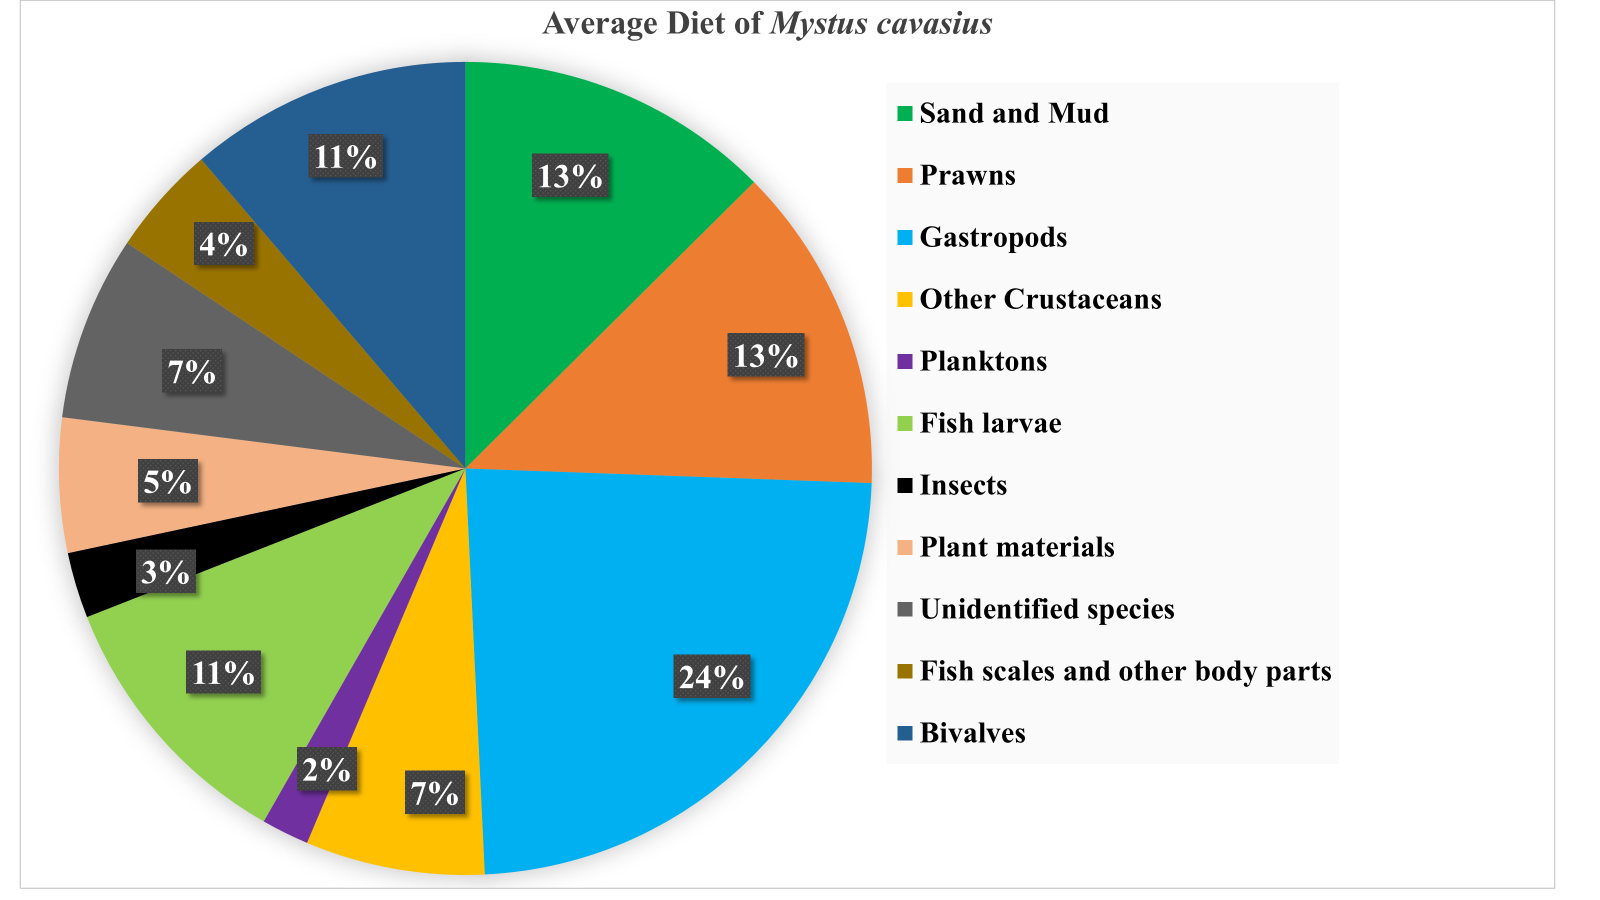 Average Diet of Mystus cavasius
11%
13%
4%
13%
7%
5%
3%
11%
24%
2%
7%
Sand and Mud
Prawns
Gastropods
Other Crustaceans
Planktons
Fish larvae
Insects
Plant materials
Unidentified species
Fish scales and other body parts
Bivalves